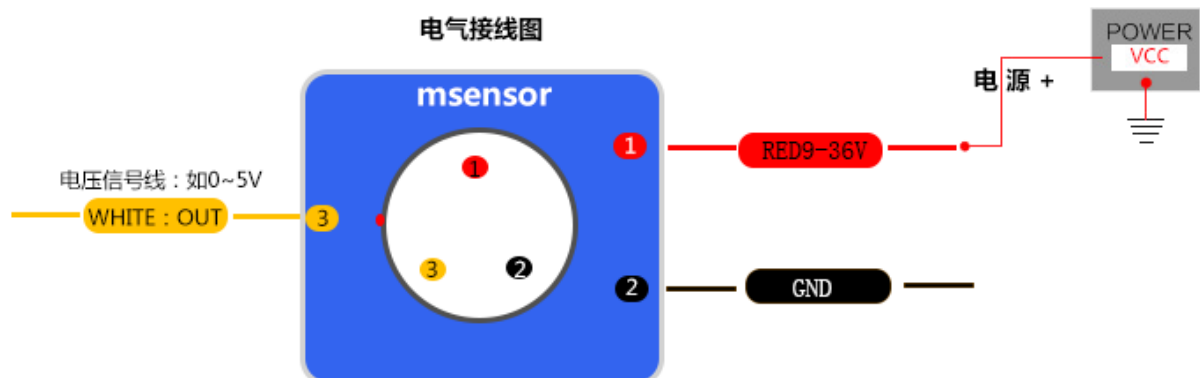 电气接线图
POWER
VCC
电 源 +
msensor
1
RED9-36V
1
电压信号线：如0~5V
WHITE：OUT
3
3
2
2
GND